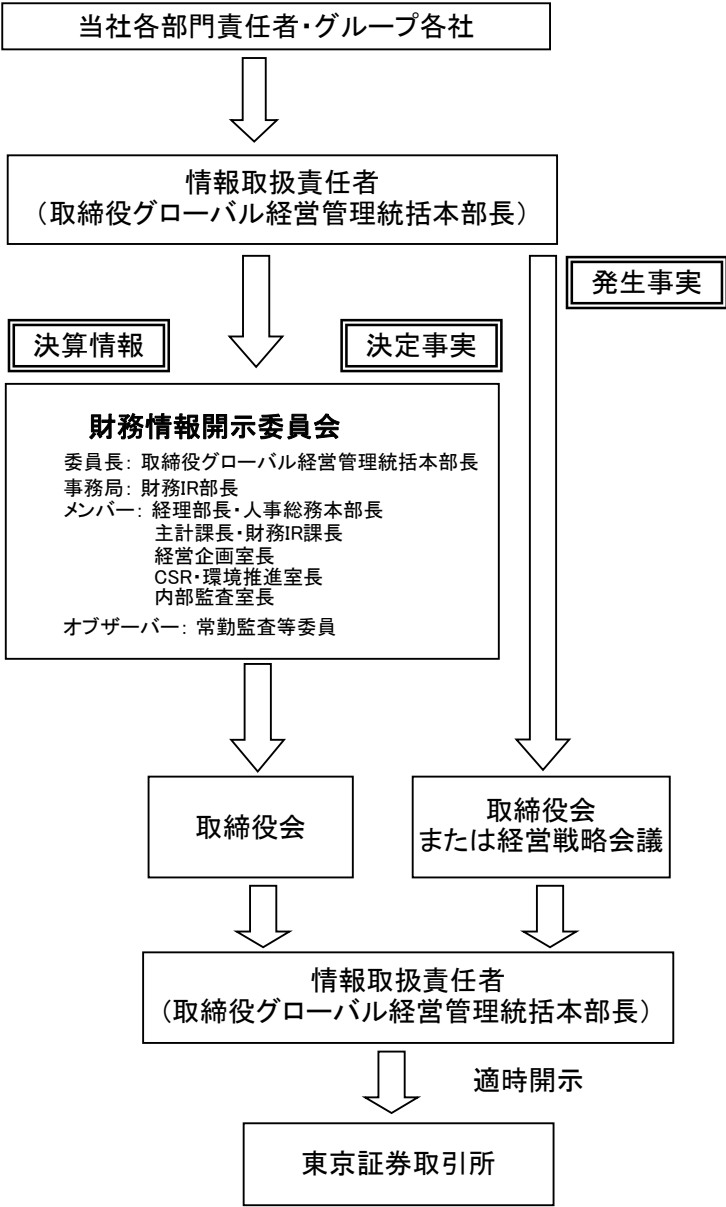 当社各部門責任者・グループ各社
情報取扱責任者
（取締役グローバル経営管理統括本部長）
発生事実
決算情報
決定事実
財務情報開示委員会
委員長： 取締役グローバル経営管理統括本部長
事務局： 財務IR部長
メンバー： 経理部長・人事総務本部長
主計課長・財務IR課長
経営企画室長
CSR・環境推進室長
内部監査室長
オブザーバー： 常勤監査等委員
取締役会
取締役会
または経営戦略会議
情報取扱責任者
（取締役グローバル経営管理統括本部長）
適時開示
東京証券取引所